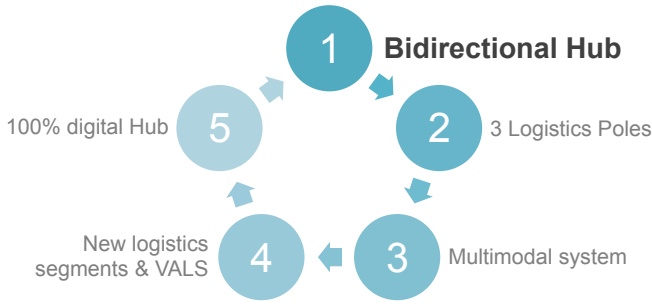 1
Bidirectional Hub
2
3 Logistics Poles
3
Multimodal system
4
New logistics
segments & VALS
5
100% digital Hub